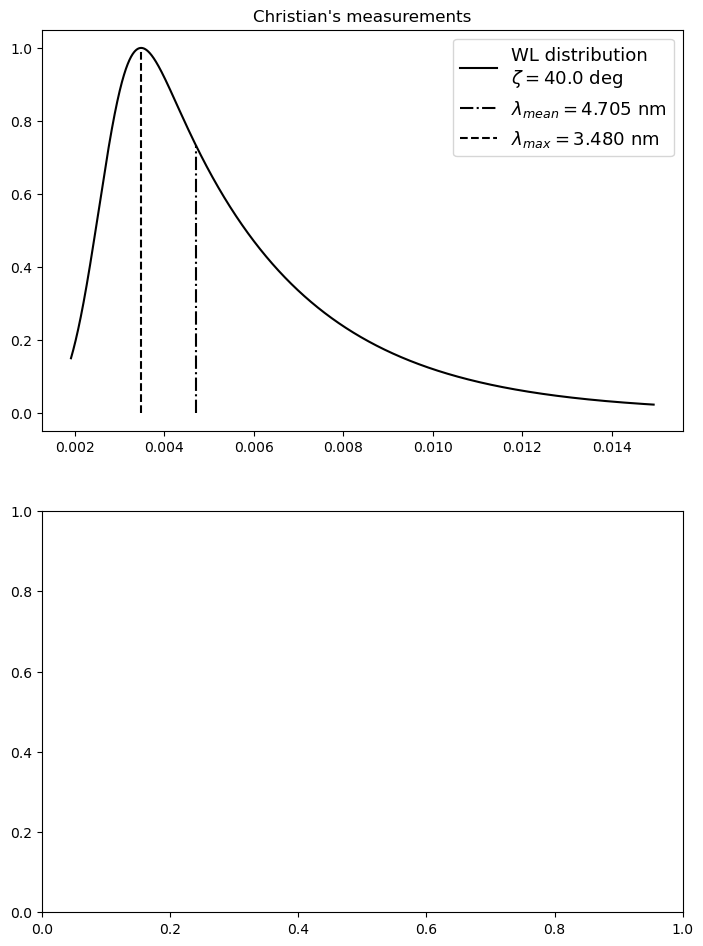 Christian's measurements
WL distribution
ζ = 40.0 deg
λ_mean = 4.705 nm
λ_max = 3.480 nm
1.0
0.8
0.6
0.4
0.2
0.0
0.002 0.004 0.006 0.008 0.010 0.012 0.014
1.0
0.8
0.6
0.4
0.2
0.0
0.0 0.2 0.4 0.6 0.8 1.0